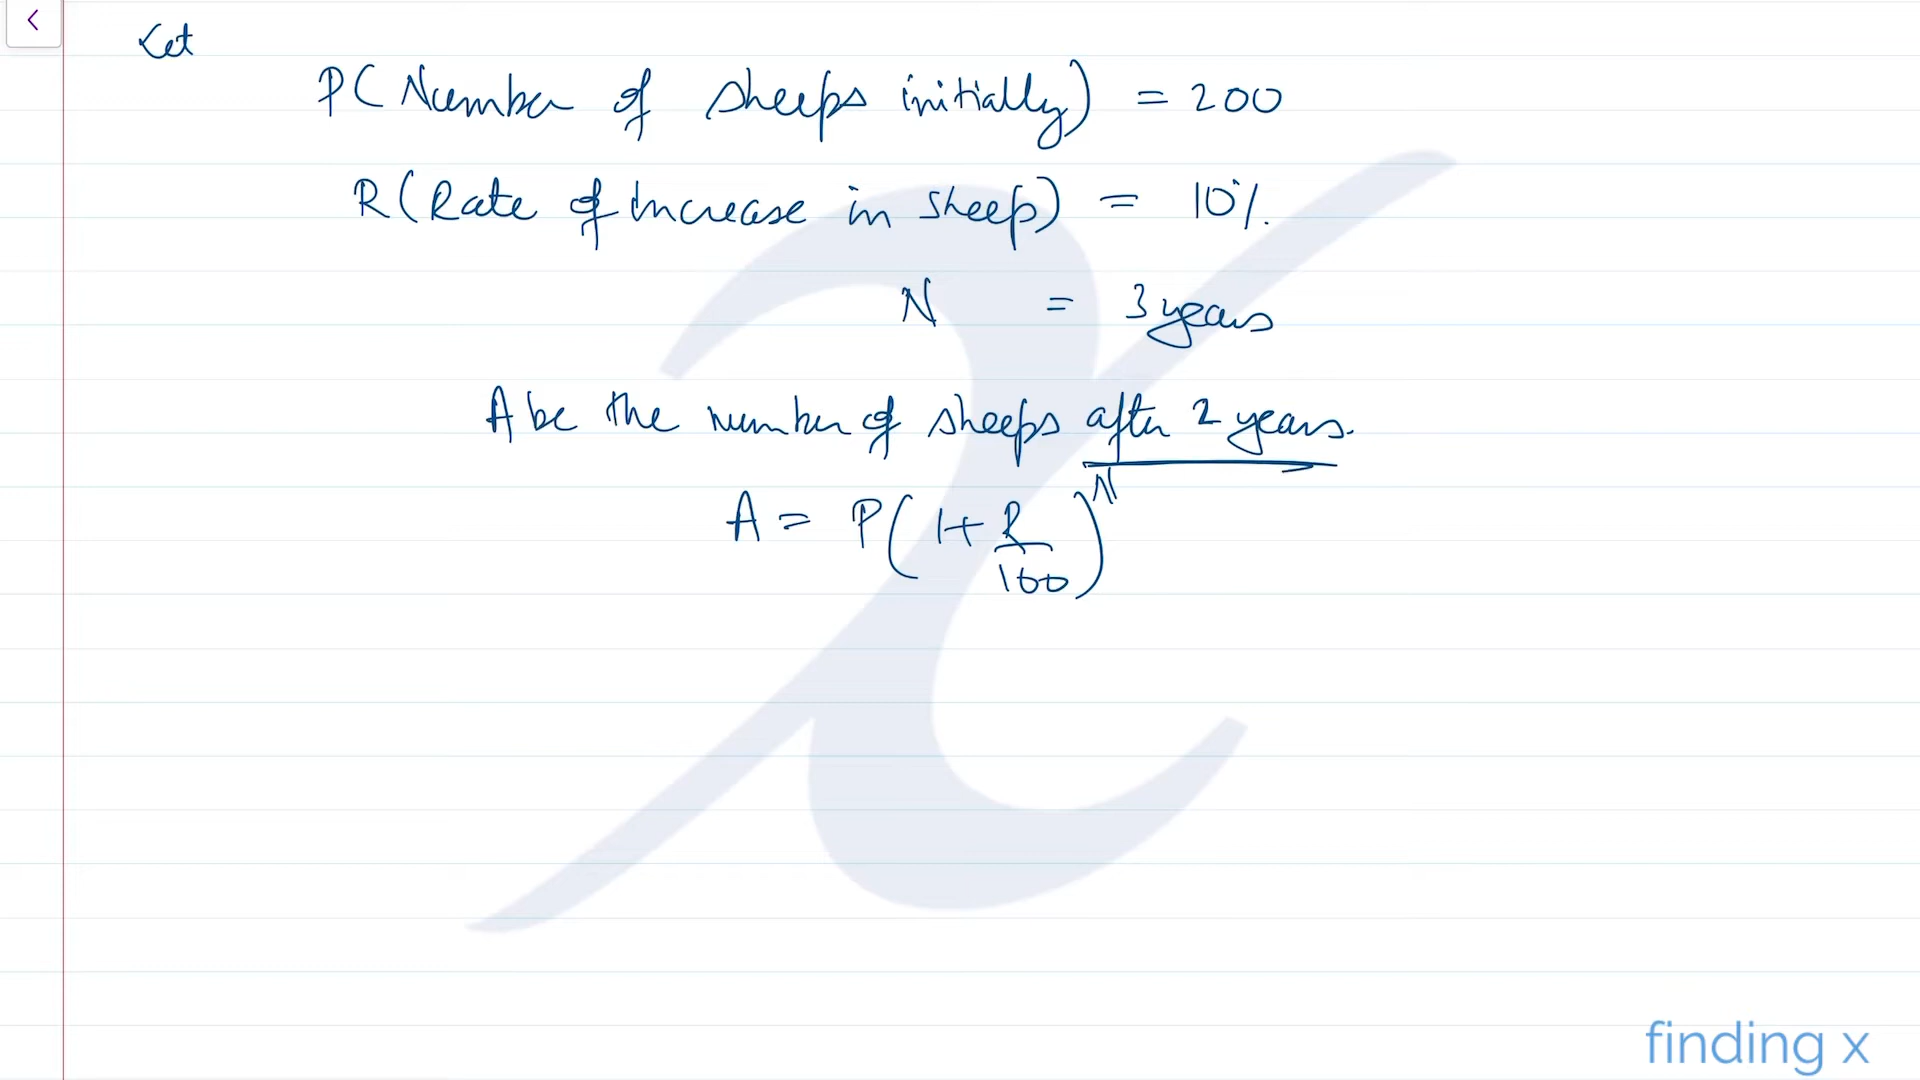 Let
P( Number of sheeps initially) = 200
R(Rate of Increase in sheep) = 10%.
N = 3 years
A be the number of sheeps after 2 years.
A = P(1+R/100)^N
finding x